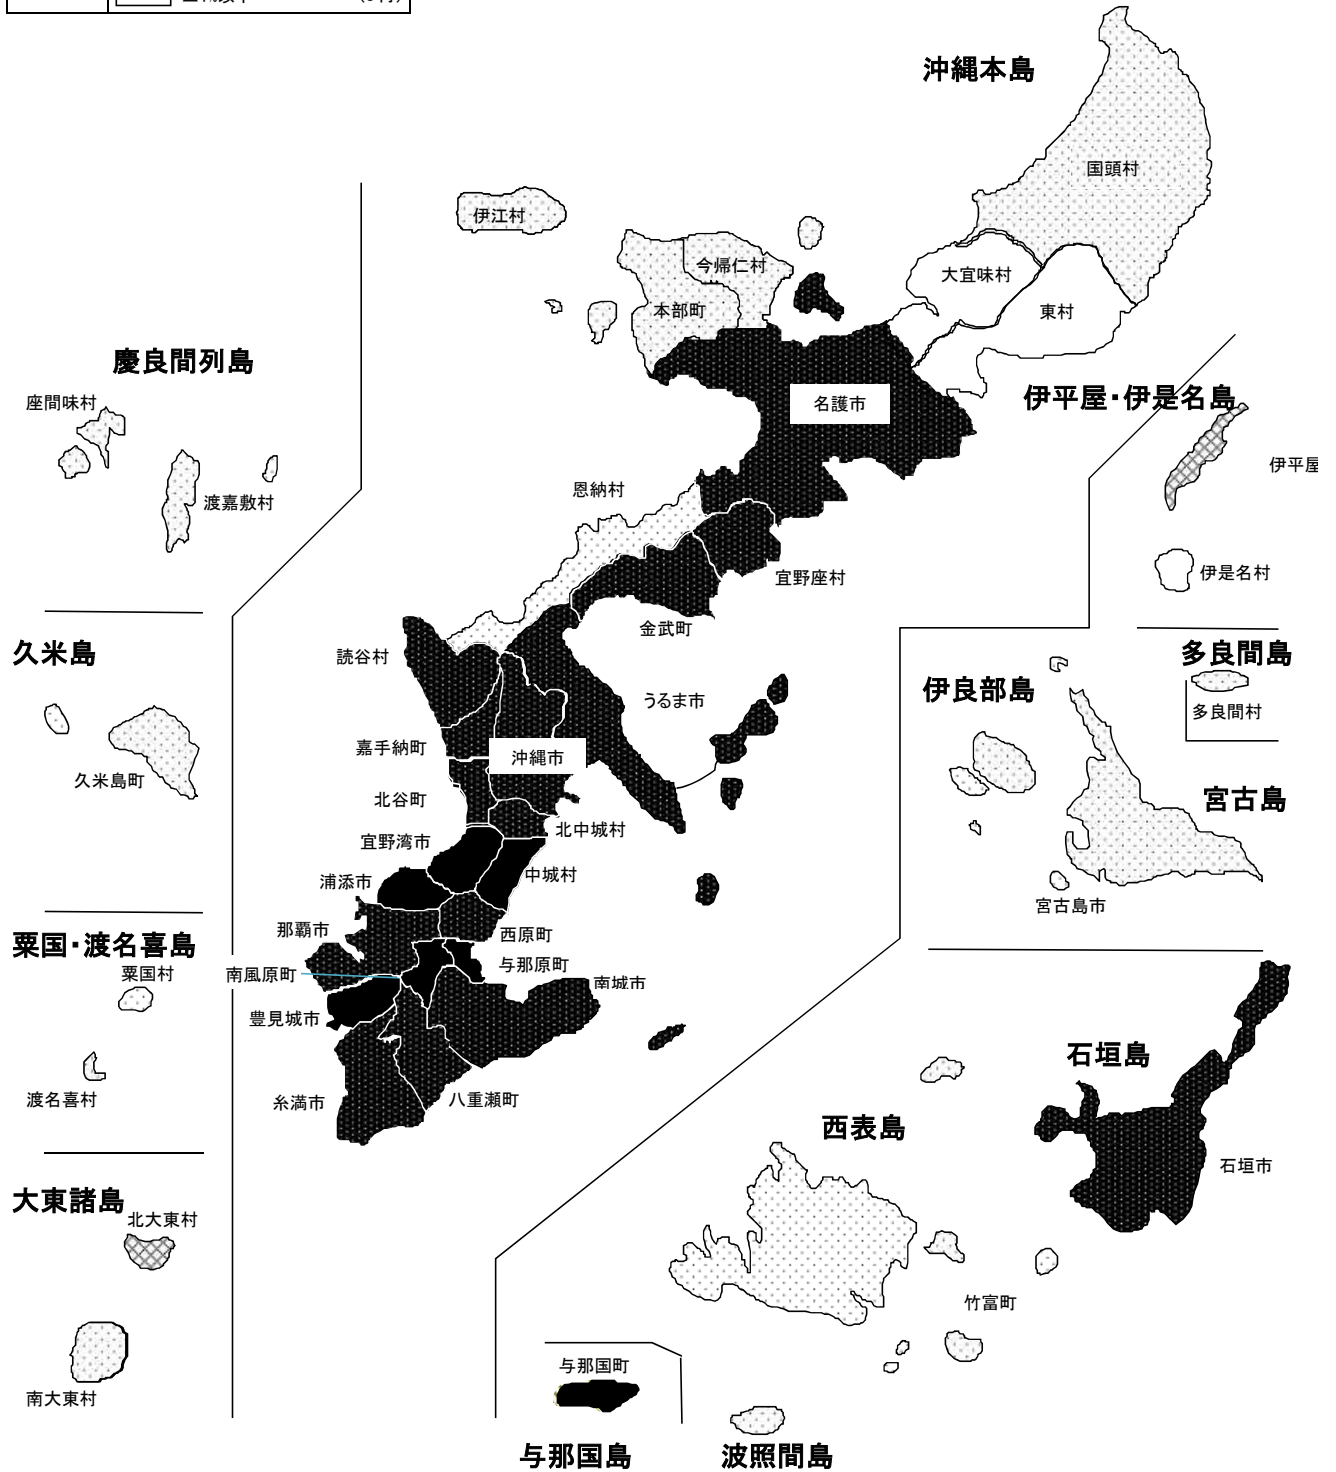 (3村)
沖縄本島
国頭村
伊江村
今帰仁村
大宜味村
本部町
東村
慶良間列島
座間味村
伊平屋・伊是名島
名護市
伊平屋
渡嘉敷村
恩納村
伊是名村
宜野座村
金武町
久米島
読谷村
多良間島
伊良部島
うるま市
多良間村
嘉手納町
沖縄市
久米島町
北谷町
宮古島
北中城村
宜野湾市
中城村
浦添市
宮古島市
那覇市
西原町
粟国・渡名喜島
粟国村
南風原町
与那原町
南城市
豊見城市
石垣島
渡名喜村
糸満市
八重瀬町
西表島
石垣市
大東諸島
北大東村
竹富町
与那国町
南大東村
与那国島
波照間島